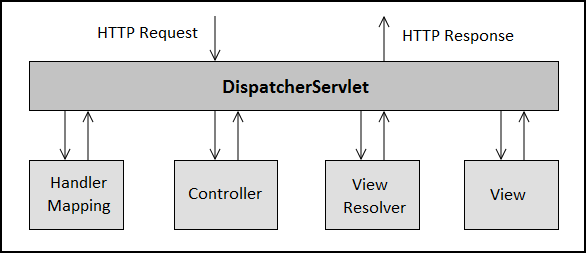 HTTP Request
HTTP Response
DispatcherServlet
Handler
Mapping
Controller
View
Resolver
View